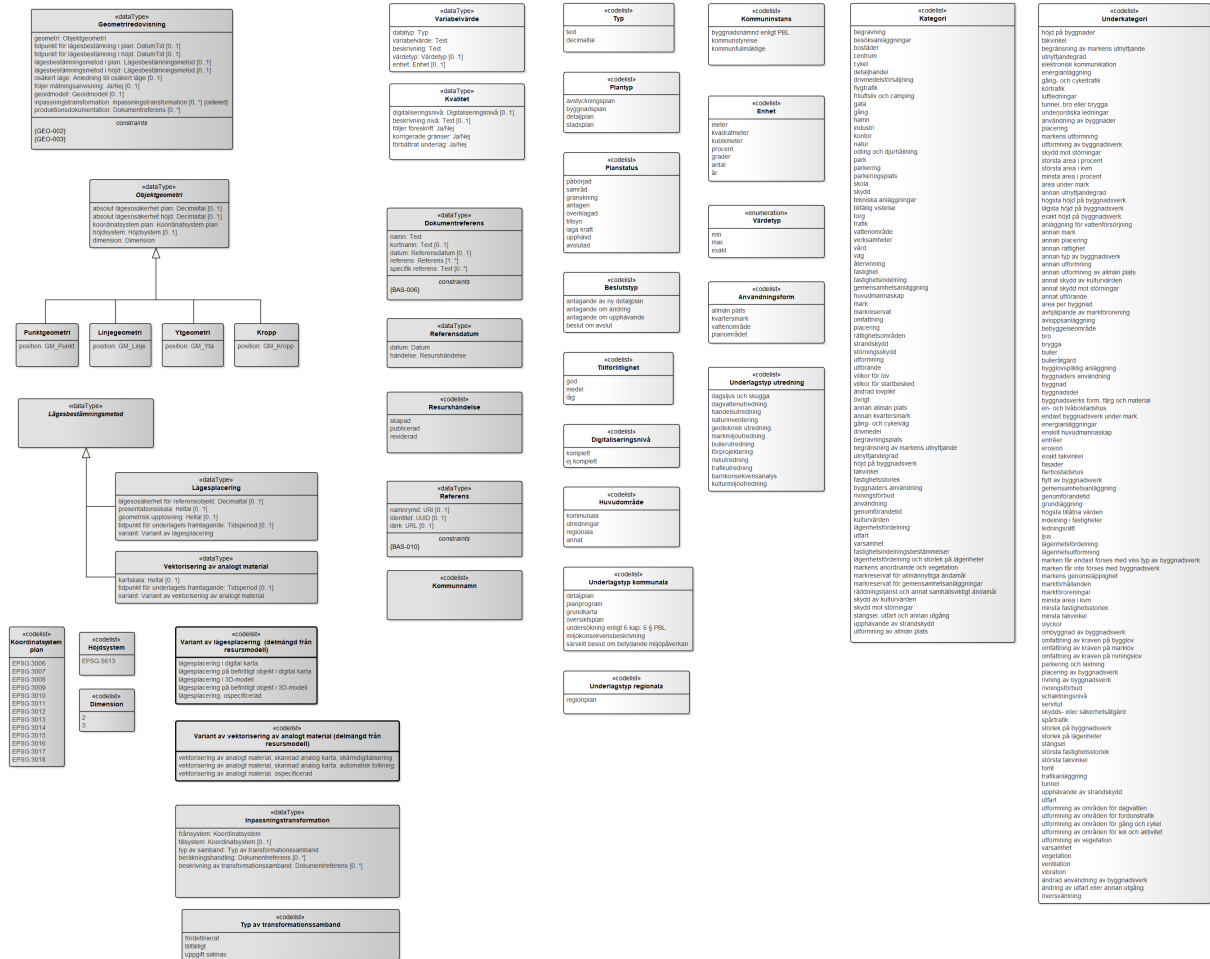 «dataType»
Geometriredovisning
geometri: Objektgeometri
tidpunkt för lägesbestämning i plan: DatumTid [0..1]
tidpunkt för lägesbestämning i höjd: DatumTid [0..1]
lägesbestämningsmetod i plan: Lägesbestämningsmetod [0..1]
lägesbestämningsmetod i höjd: Lägesbestämningsmetod [0..1]
osäkert läge: Anledning till osäkert läge [0..1]
följer mätningsanvisning: Ja/Nej [0..1]
geoidmodell: Geoidmodell [0..1]
inpassningstransformation: Inpassningstransformation [0..*] {ordered}
produktionsdokumentation: Dokumentreferens [0..*]
constraints
{GEO-002}
{GEO-003}
«dataType»
Objektgeometri
absolut lägesosäkerhet plan: Decimaltal [0..1]
absolut lägesosäkerhet höjd: Decimaltal [0..1]
koordinatsystem plan: Koordinatsystem plan
höjdsystem: Höjdsystem [0..1]
dimension: Dimension
Punktgeometri
position: GM_Punkt
Linjegeometri
position: GM_Linje
Ytgeometri
position: GM_Yta
Kropp
position: GM_Kropp
«dataType»
Lägesbestämningsmetod
«dataType»
Lägesplacering
lägesosäkerhet för referensobjekt: Decimaltal [0..1]
presentationsskala: Heltal [0..1]
geometrisk upplösning: Heltal [0..1]
tidpunkt för underlagets framtagande: Tidsperiod [0..1]
variant: Variant av lägesplacering
«dataType»
Vektorisering av analogt material
kartskala: Heltal [0..1]
tidpunkt för underlagets framtagande: Tidsperiod [0..1]
variant: Variant av vektorisering av analogt material
«codelist»
Koordinatsystem
plan
EPSG:3006
EPSG:3007
EPSG:3008
EPSG:3009
EPSG:3010
EPSG:3011
EPSG:3012
EPSG:3013
EPSG:3014
EPSG:3015
EPSG:3016
EPSG:3017
EPSG:3018
«codelist»
Höjdsystem
EPSG:5613
«codelist»
Dimension
2
3
«codelist»
Variant av lägesplacering (delmängd från
resursmodell)
lägesplacering i digital karta
lägesplacering på befintligt objekt i digital karta
lägesplacering i 3D-modell
lägesplacering på befintligt objekt i 3D-modell
lägesplacering, ospecificerad
«codelist»
Variant av vektorisering av analogt material (delmängd från
resursmodell)
vektorisering av analogt material, skannad analog karta, skärmdigitalisering
vektorisering av analogt material, skannad analog karta, automatisk tolkning
vektorisering av analogt material, ospecificerad
«dataType»
Inpassningstransformation
frånsystem: Koordinatsystem
tillsystem: Koordinatsystem [0..1]
typ av samband: Typ av transformationssamband
beräkningshandling: Dokumentreferens [0..*]
beskrivning av transformationssamband: Dokumentreferens [0..*]
«codelist»
Typ av transformationssamband
fördefinierat
tillfälligt
uppgift saknas
«dataType»
Variabelvärde
datatyp: Typ
variabelvärde: Text
beskrivning: Text
värdetyp: Värdetyp [0..1]
enhet: Enhet [0..1]
«dataType»
Kvalitet
digitaliseringsnivå: Digitaliseringsnivå [0..1]
beskrivning nivå: Text [0..1]
följer föreskrift: Ja/Nej
korrigerade gränser: Ja/Nej
förbättrat underlag: Ja/Nej
«dataType»
Dokumentreferens
namn: Text
kortnamn: Text [0..1]
datum: Referensdatum [0..1]
referens: Referens [1..*]
specifik referens: Text [0..*]
constraints
{BAS-006}
«dataType»
Referensdatum
datum: Datum
händelse: Resurshändelse
«codelist»
Resurshändelse
skapad
publicerad
reviderad
«dataType»
Referens
namnrymd: URI [0..1]
identitet: UUID [0..1]
länk: URL [0..1]
constraints
{BAS-010}
«codelist»
Kommunnamn
«codelist»
Typ
text
decimaltal
«codelist»
Plantyp
avstyckningsplan
byggnadsplan
detaljplan
stadsplan
«codelist»
Planstatus
påbörjad
samråd
granskning
antagen
överklagad
tillsyn
laga kraft
upphävd
avslutad
«codelist»
Beslutstyp
antagande av ny detaljplan
antagande om ändring
antagande om upphävande
beslut om avslut
«codelist»
Tillförlitlighet
god
medel
låg
«codelist»
Digitaliseringsnivå
komplett
ej komplett
«codelist»
Huvudområde
kommunala
utredningar
regionala
annat
«codelist»
Underlagstyp kommunala
detaljplan
planprogram
grundkarta
översiktsplan
undersökning enligt 6 kap. 6 § PBL
miljökonsekvensbeskrivning
särskilt beslut om betydande miljöpåverkan
«codelist»
Underlagstyp regionala
regionplan
«codelist»
Kommuninstans
byggnadsnämnd enligt PBL
kommunstyrelse
kommunfullmäktige
«codelist»
Enhet
meter
kvadratmeter
kubikmeter
procent
grader
antal
år
«enumeration»
Värdetyp
min
max
exakt
«codelist»
Användningsform
allmän plats
kvartersmark
vattenområde
planområdet
«codelist»
Underlagstyp utredning
dagsljus och skugga
dagvattenutredning
handelsutredning
naturinventering
geoteknisk utredning
markmiljöutredning
bullerutredning
förprojektering
riskutredning
trafikutredning
barnkonsekvensanalys
kulturmiljöutredning
«codelist»
Kategori
begravning
besöksanläggningar
bostäder
centrum
cykel
detaljhandel
drivmedelsförsäljning
flygtrafik
friluftsliv och camping
gata
gång
hamn
industri
kontor
natur
odling och djurhållning
park
parkering
parkeringsplats
skola
skydd
tekniska anläggningar
tillfällig vistelse
torg
trafik
vattenområde
verksamheter
vård
väg
återvinning
fastighet
fastighetsindelning
gemensamhetsanläggning
huvudmannaskap
mark
markreservat
omfattning
placering
rättighetsområden
strandskydd
störningsskydd
utformning
utförande
villkor för lov
villkor för startbesked
ändrad lovplikt
övrigt
annan allmän plats
annan kvartersmark
gång- och cykelväg
drivmedel
begravningsplats
begränsning av markens utnyttjande
utnyttjandegrad
höjd på byggnadsverk
takvinkel
fastighetsstorlek
byggnaders användning
rivningsförbud
användning
genomförandetid
kulturvärden
lägenhetsfördelning
utfart
varsamhet
fastighetsindelningsbestämmelser
lägenhetsfördelning och storlek på lägenheter
markens anordnande och vegetation
markreservat för allmännyttiga ändamål
markreservat för gemensamhetsanläggningar
räddningstjänst och annat samhällsviktigt ändamål
skydd av kulturvärden
skydd mot störningar
stängsel, utfart och annan utgång
upphävande av strandskydd
utformning av allmän plats
«codelist»
Underkategori
höjd på byggnader
takvinkel
begränsning av markens utnyttjande
utnyttjandegrad
elektronisk kommunikation
energianläggning
gång- och cykeltrafik
körtrafik
luftledningar
tunnel, bro eller brygga
underjordiska ledningar
användning av byggnader
placering
markens utformning
utformning av byggnadsverk
skydd mot störningar
största area i procent
största area i kvm
minsta area i procent
area under mark
annan utnyttjandegrad
högsta höjd på byggnadsverk
lägsta höjd på byggnadsverk
exakt höjd på byggnadsverk
anläggning för vattenförsörjning
annan mark
annan placering
annan rättighet
annan typ av byggnadsverk
annan utformning
annan utformning av allmän plats
annat skydd av kulturvärden
annat skydd mot störningar
annat utförande
area per byggnad
avhjälpande av markförorening
avloppsanläggning
bebyggelseområde
bro
brygga
buller
bulleråtgärd
bygglovspliktig anläggning
byggnaders användning
byggnad
byggnadsdel
byggnadsverks form, färg och material
en- och tvåbostadshus
endast byggnadsverk under mark
energianläggningar
enskilt huvudmannaskap
entréer
erosion
exakt takvinkel
fasader
flerbostadshus
flytt av byggnadsverk
gemensamhetsanläggning
genomförandetid
grundläggning
högsta tillåtna värden
indelning i fastigheter
ledningsrätt
ljus
lägenhetsfördelning
lägenhetsutformning
marken får endast förses med viss typ av byggnadsverk
marken får inte förses med byggnadsverk
markens genomsläpplighet
markförhållanden
markföroreningar
minsta area i kvm
minsta fastighetsstorlek
minsta takvinkel
olyckor
ombyggnad av byggnadsverk
omfattning av kraven på bygglov
omfattning av kraven på marklov
omfattning av kraven på rivningslov
parkering och lastning
placering av byggnadsverk
rivning av byggnadsverk
rivningsförbud
schaktningsnivå
servitut
skydds- eller säkerhetsåtgärd
spårtrafik
storlek på byggnadsverk
storlek på lägenheter
stängsel
största fastighetsstorlek
största takvinkel
tomt
trafikanläggning
tunnel
upphävande av strandskydd
utfart
utformning av områden för dagvatten
utformning av områden för fordonstrafik
utformning av områden för gång och cykel
utformning av områden för lek och aktivitet
utformning av vegetation
varsamhet
vegetation
ventilation
vibration
ändrad användning av byggnadsverk
ändring av utfart eller annan utgång
översvämning